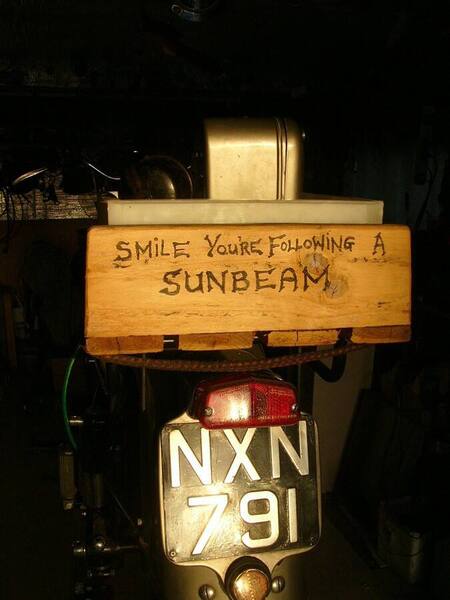 Smile You're Following A
SUNBEAM
NXN
791